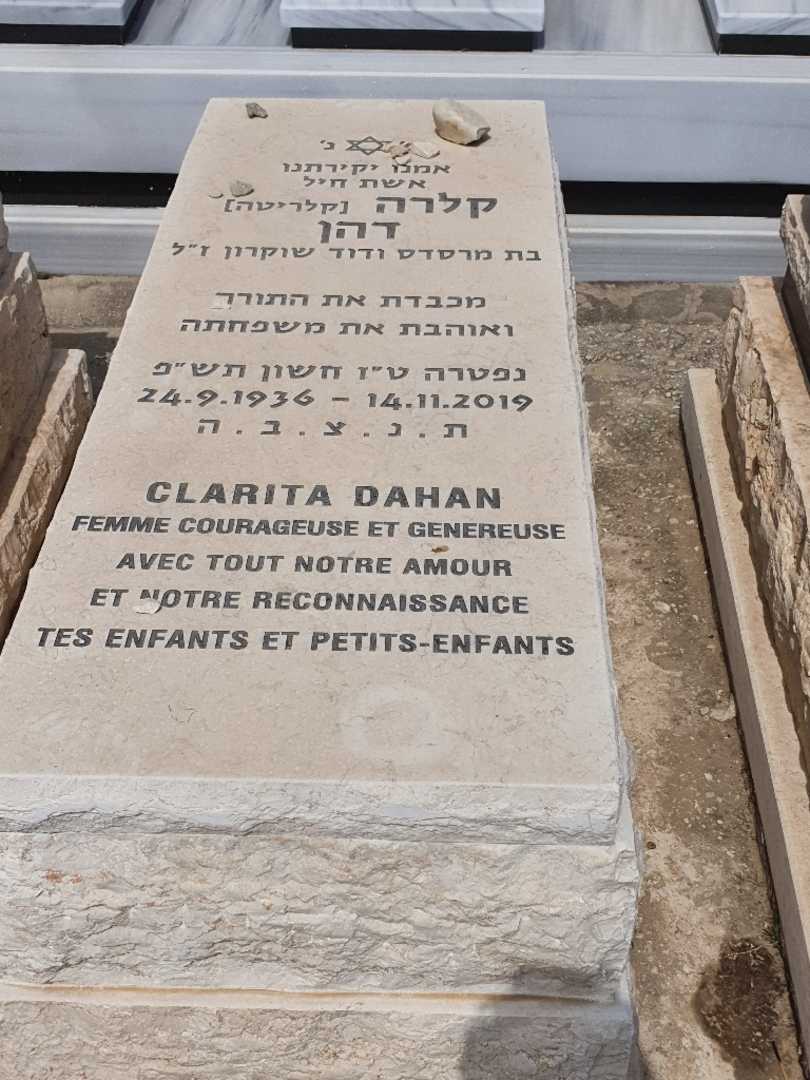 נ'
אמנו יקירתנו
אשת חיל
קלרה [קלריטה]
דהן
בת מרסדס ודוד שוקרון ז״ל
מכבדת את התורה
ואוהבת את משפחתה
נפטרה ט״ז חשון תש״פ
24.9.1936 - 14.11.2019
ת.נ.צ.ב.ה
CLARITA DAHAN
FEMME COURAGEUSE ET GENEREUSE
AVEC TOUT NOTRE AMOUR
ET NOTRE RECONNAISSANCE
TES ENFANTS ET PETITS-ENFANTS